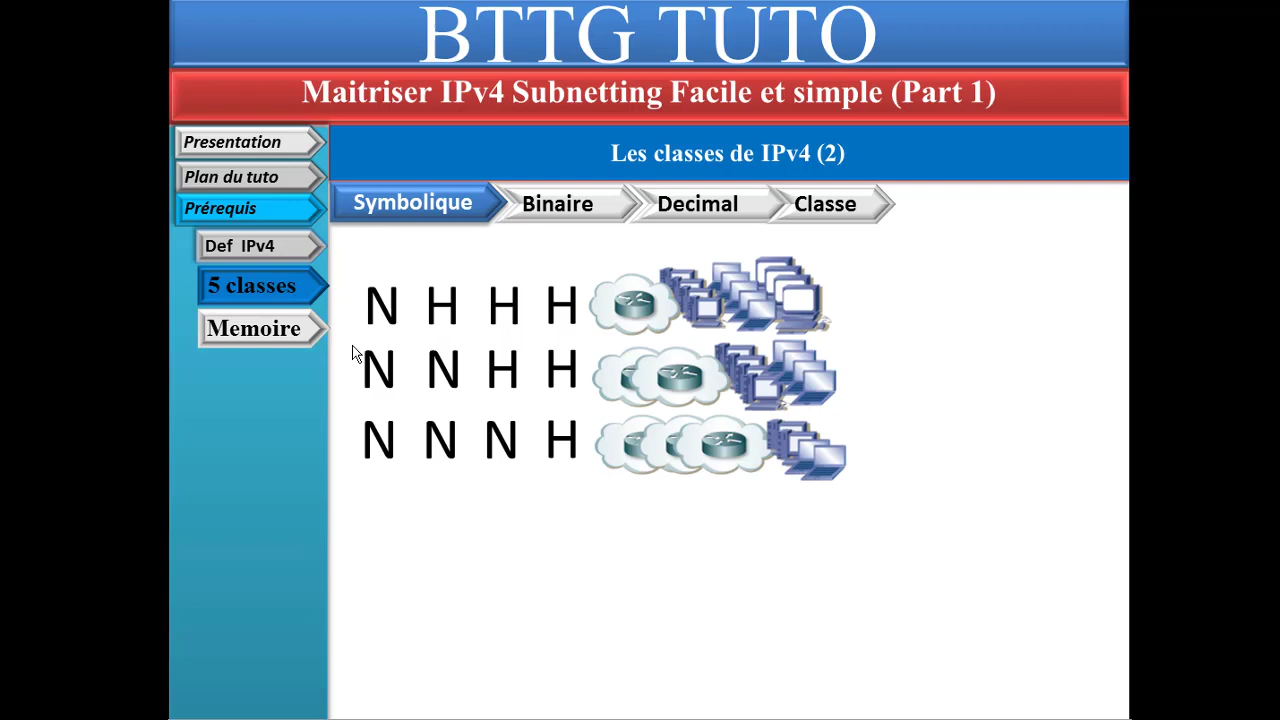 BTTG TUTO
Maitriser IPv4 Subnetting Facile et simple (Part 1)
Presentation
Plan du tuto
Prérequis
Def IPv4
5 classes
Memoire
Les classes de IPv4 (2)
Symbolique Binaire Decimal Classe
N H H H
N N H H
N N N H